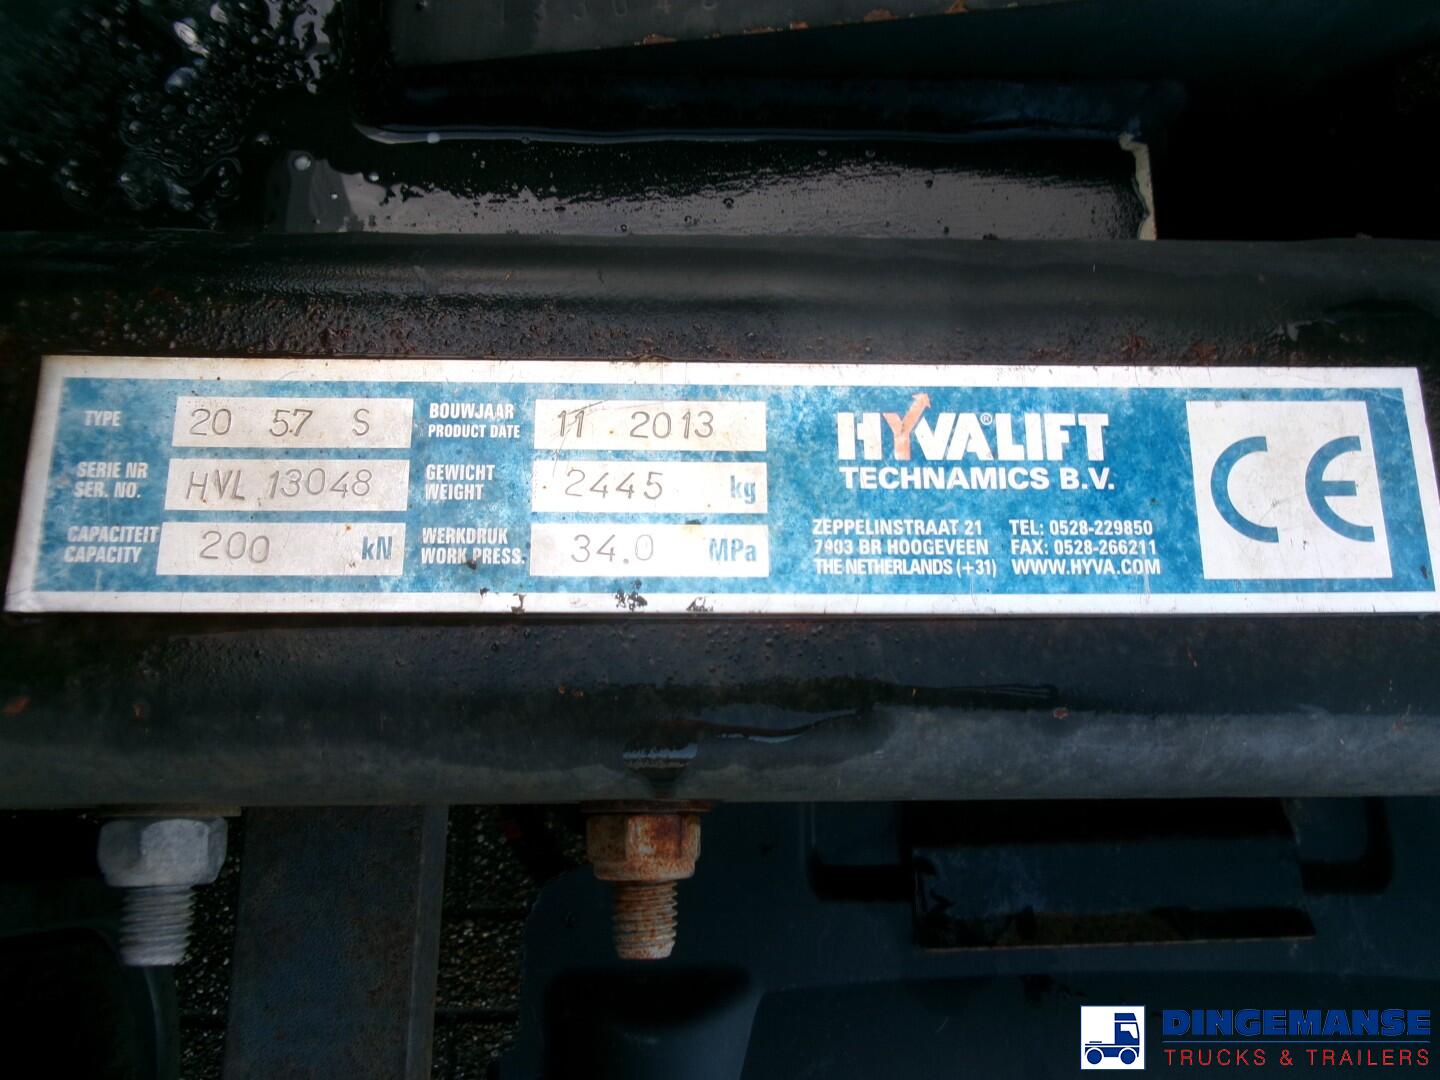 TYPE 20 57 S BOUWJAAR PRODUCT DATE 11 2013
SERIE NR SER. NO. HVL 13048 GEWICHT WEIGHT 2445 kg
CAPACITEIT CAPACITY 200 kN WERKDRUK WORK PRESS. 34.0 MPa
HYVA®LIFT
TECHNAMICS B.V.
ZEPPELINSTRAAT 21 TEL: 0528-229850
7903 BR HOOGEVEEN FAX: 0528-266211
THE NETHERLANDS (+31) WWW.HYVA.COM
CE
DINGEMANSE
TRUCKS & TRAILERS